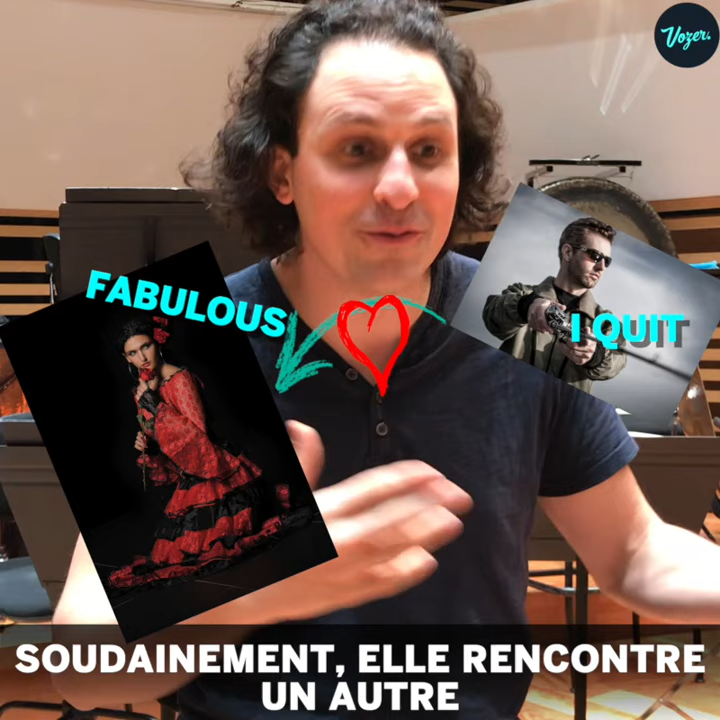 Vozer.
FABULOUS
I QUIT
SOUDAINEMENT, ELLE RENCONTRE
UN AUTRE